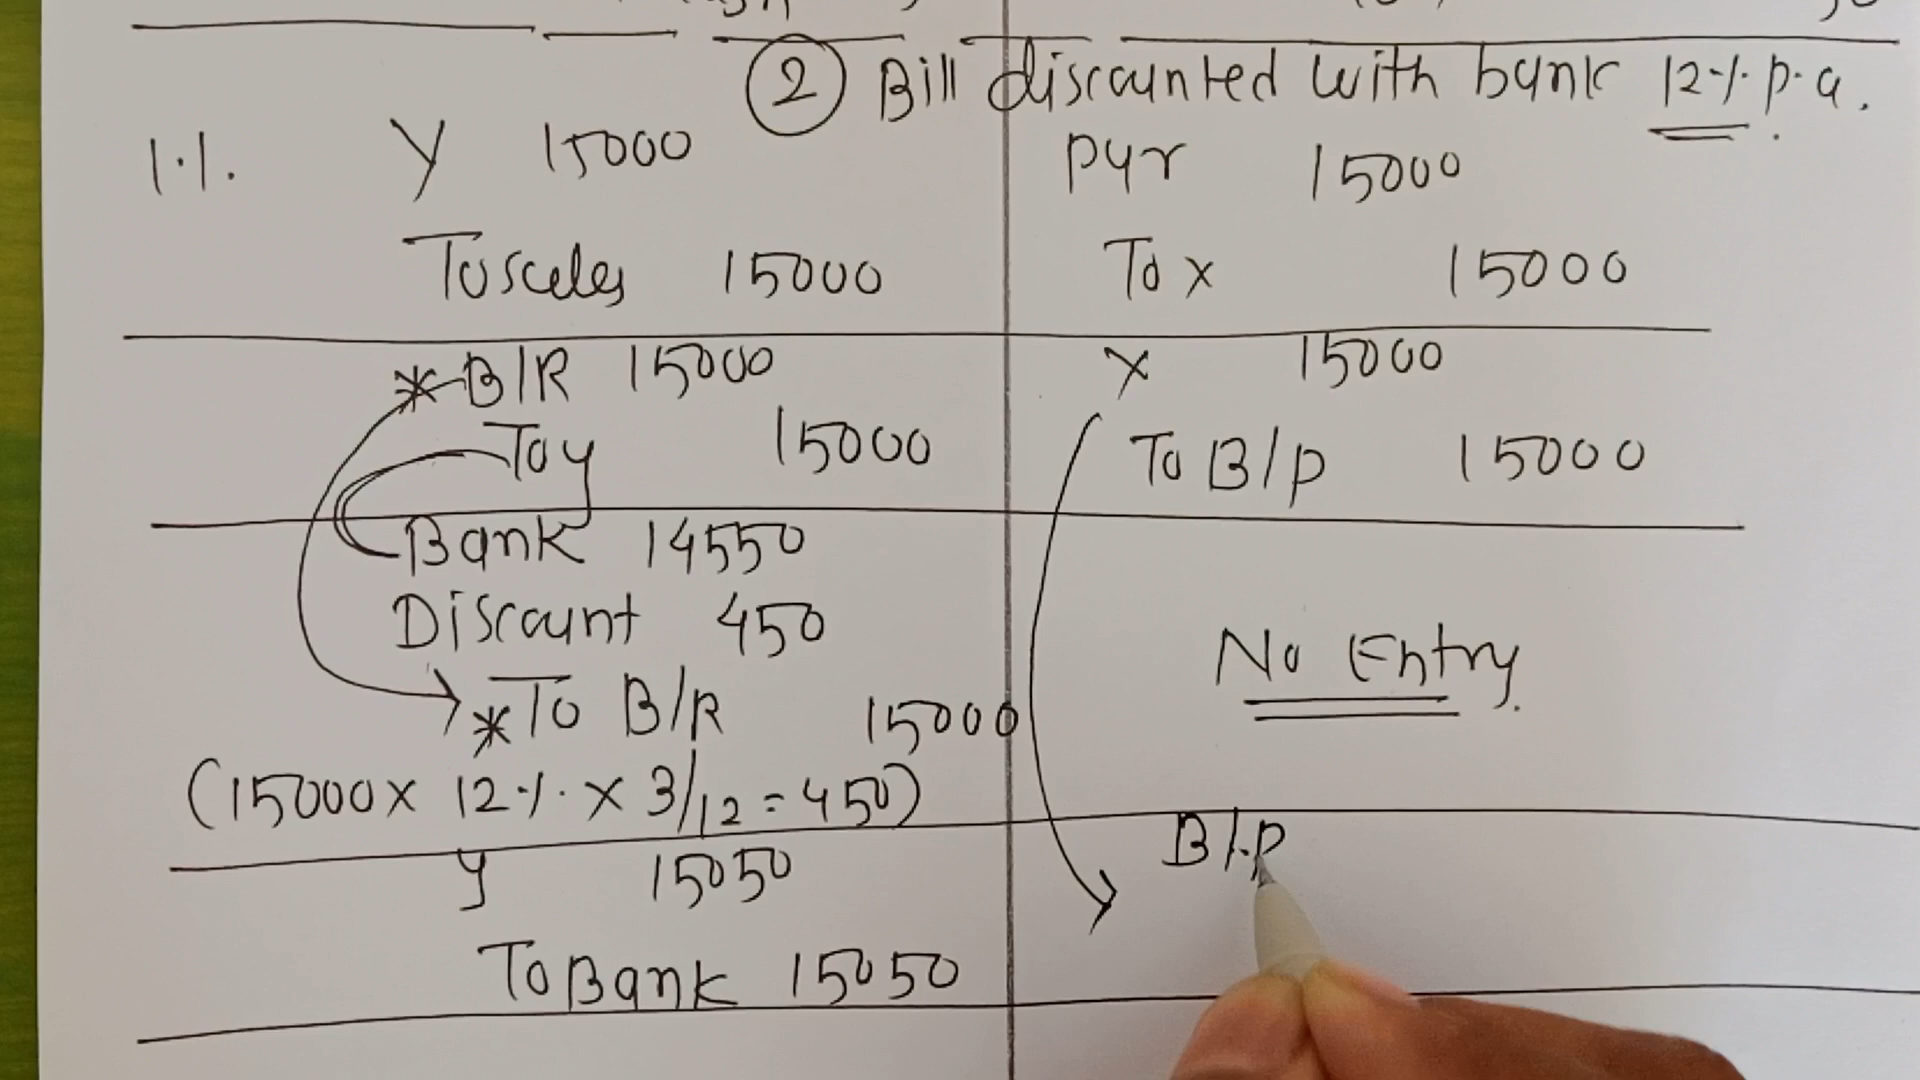 ② Bill discounted with bank 12% p.a.
1.1. Y 15000
To Sales 15000
* B/R 15000
To Y 15000
Bank 14550
Discount 450
* To B/R 15000
(15000 x 12% x 3/12 = 450)
Y 15050
To Bank 15050
Pur 15000
To X 15000
X 15000
To B/P 15000
No Entry.
B/P